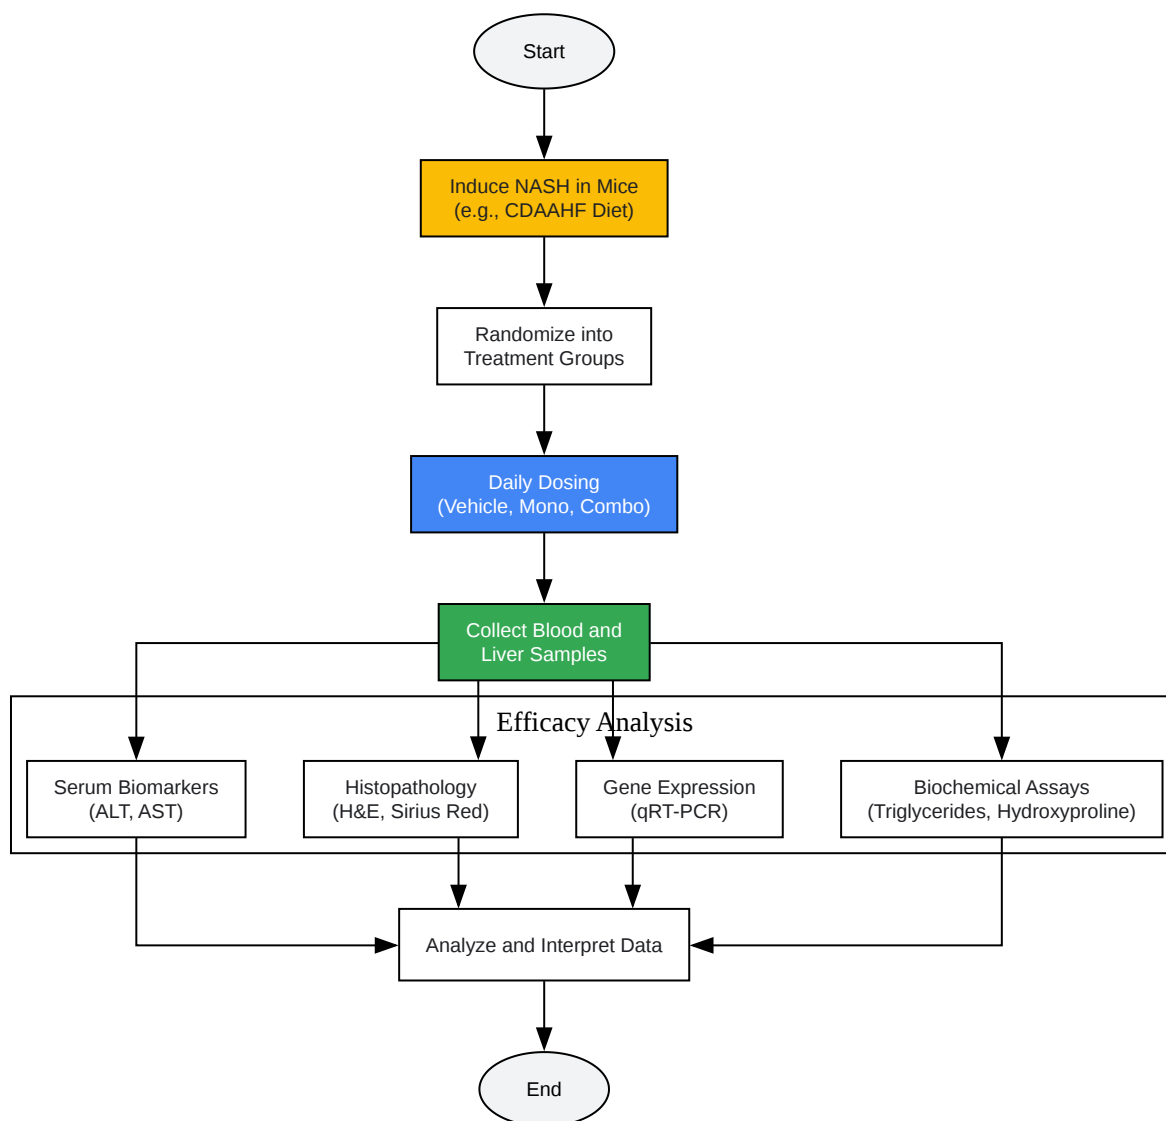 Start
Induce NASH in Mice
(e.g., CDAAHF Diet)
Randomize into
Treatment Groups
Daily Dosing
(Vehicle, Mono, Combo)
Collect Blood and
Liver Samples
Efficacy Analysis
Serum Biomarkers
(ALT, AST)
Histopathology
(H&E, Sirius Red)
Gene Expression
(qRT-PCR)
Biochemical Assays
(Triglycerides, Hydroxyproline)
Analyze and Interpret Data
End